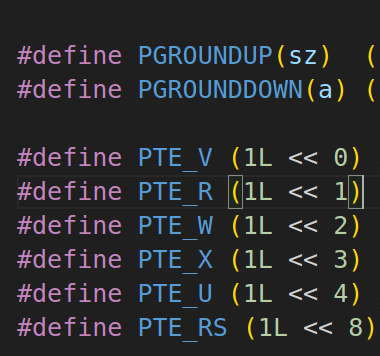 #define PGROUNDUP(sz)  (
#define PGROUNDDOWN(a) (
#define PTE_V (1L << 0)
#define PTE_R (1L << 1)
#define PTE_W (1L << 2)
#define PTE_X (1L << 3)
#define PTE_U (1L << 4)
#define PTE_RS (1L << 8)